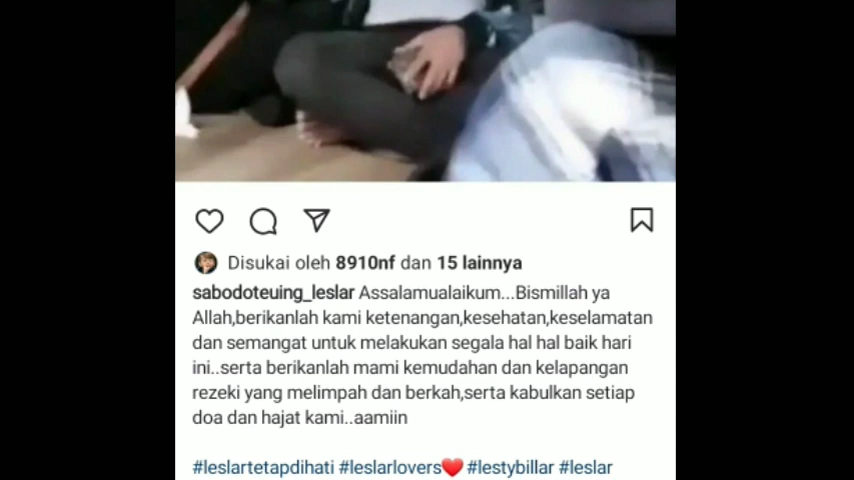 Disukai oleh 8910nf dan 15 lainnya
sabodoteuing_leslar Assalamualaikum...Bismillah ya
Allah,berikanlah kami ketenangan,kesehatan,keselamatan
dan semangat untuk melakukan segala hal hal baik hari
ini..serta berikanlah mami kemudahan dan kelapangan
rezeki yang melimpah dan berkah,serta kabulkan setiap
doa dan hajat kami..aamiin
#leslartetapdihati #leslarlovers❤️ #lestybillar #leslar